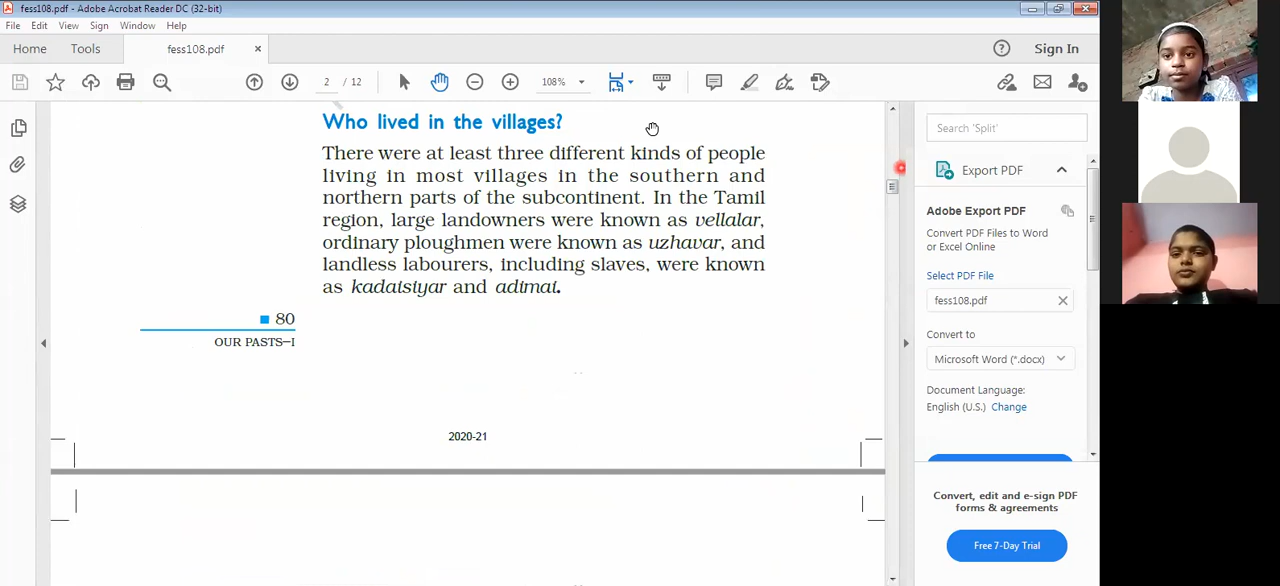 fess108.pdf - Adobe Acrobat Reader DC (32-bit)
File Edit View Sign Window Help
Home Tools fess108.pdf × Sign In
2 / 12 108%
Who lived in the villages?
There were at least three different kinds of people
living in most villages in the southern and
northern parts of the subcontinent. In the Tamil
region, large landowners were known as vellalar,
ordinary ploughmen were known as uzhavar, and
landless labourers, including slaves, were known
as kadaisiyar and adimai.
80
OUR PASTS–I
2020-21
Search 'Split'
Export PDF
Adobe Export PDF
Convert PDF Files to Word
or Excel Online
Select PDF File
fess108.pdf
Convert to
Microsoft Word (*.docx)
Document Language:
English (U.S.) Change
Convert, edit and e-sign PDF
forms & agreements
Free 7-Day Trial